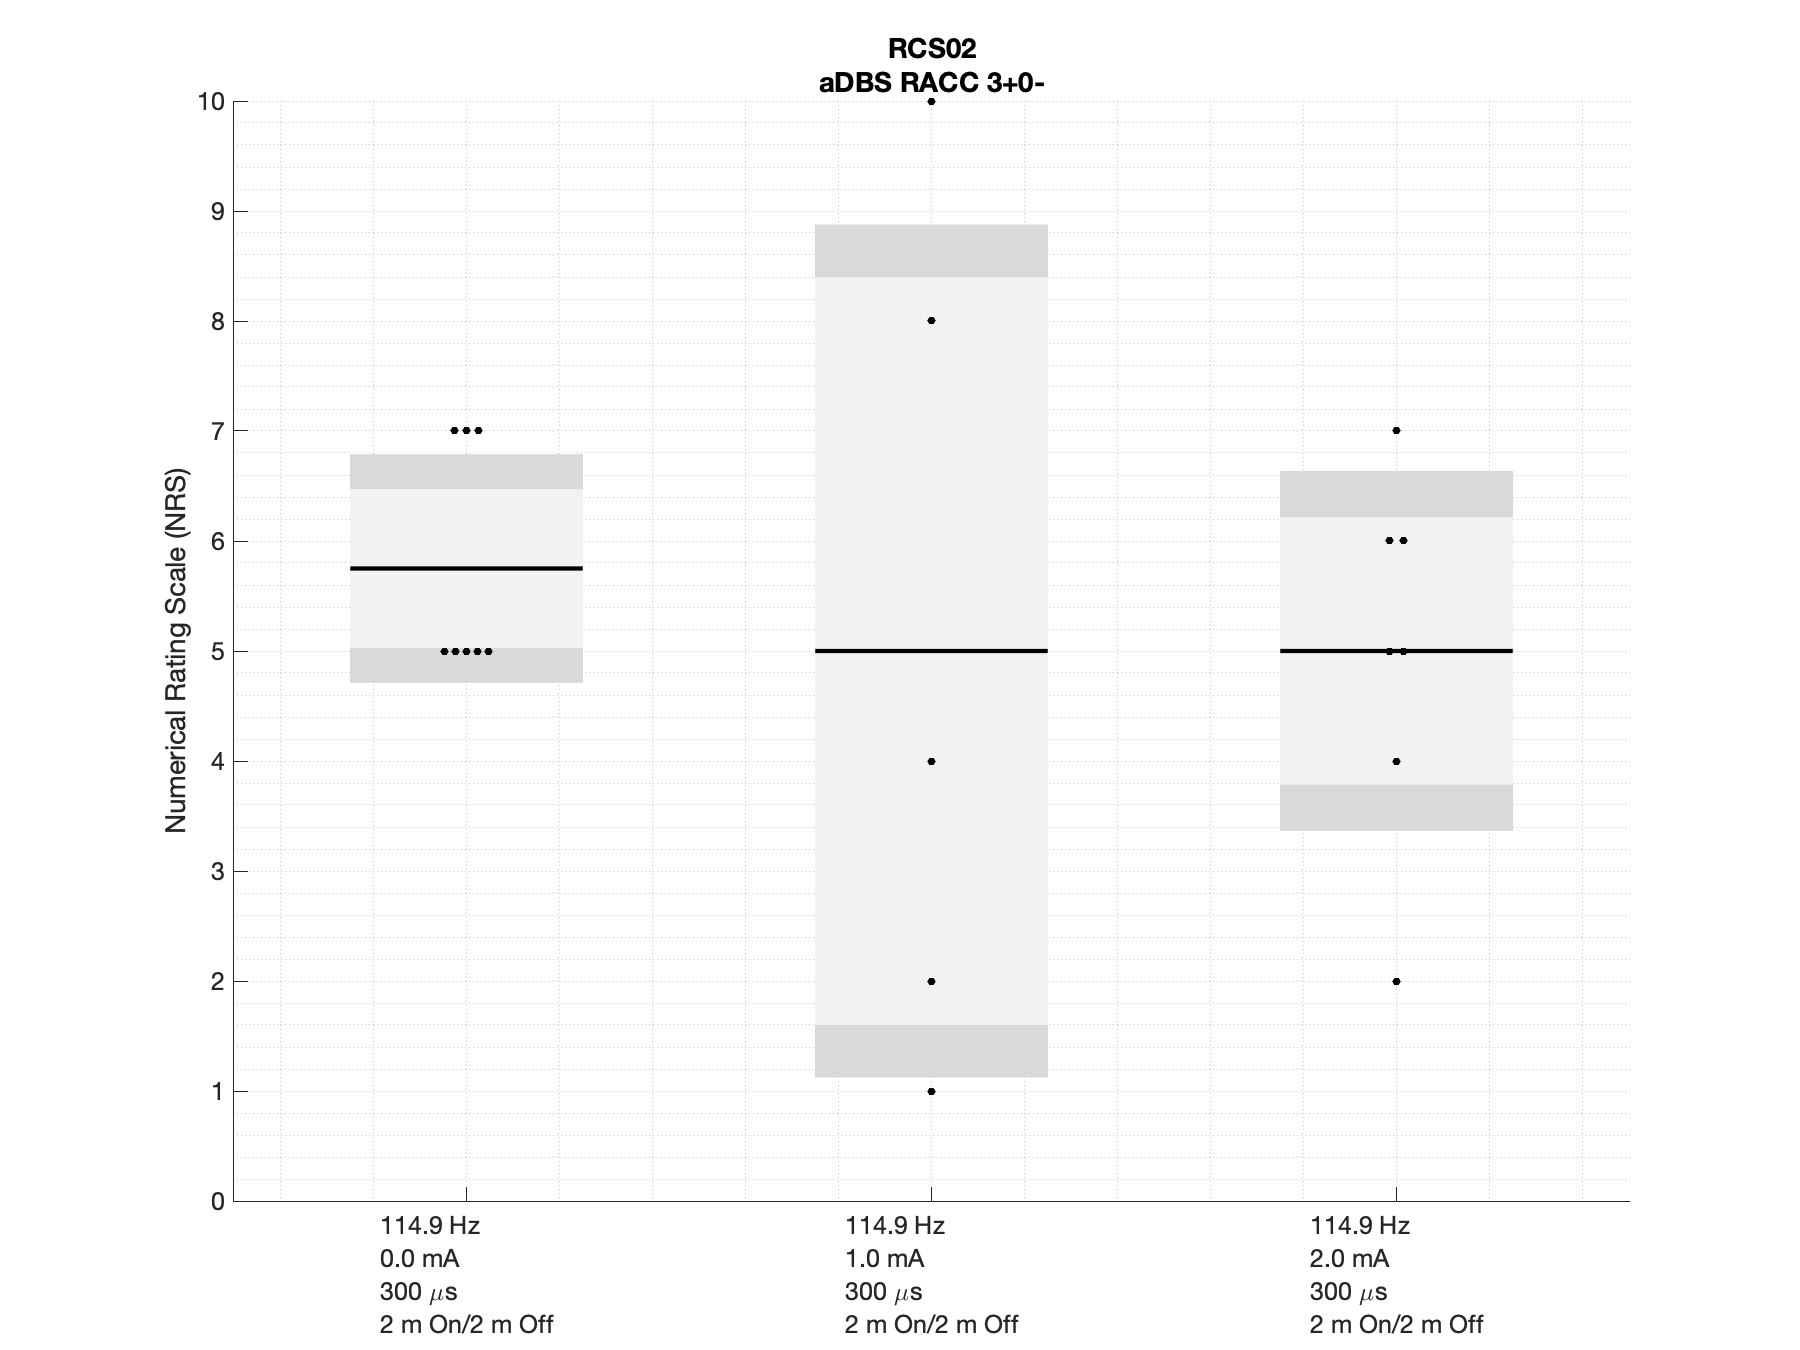 RCS02
aDBS RACC 3+0-
10
9
8
7
6
5
4
3
2
1
0
Numerical Rating Scale (NRS)
114.9 Hz
0.0 mA
300 μs
2 m On/2 m Off
114.9 Hz
1.0 mA
300 μs
2 m On/2 m Off
114.9 Hz
2.0 mA
300 μs
2 m On/2 m Off